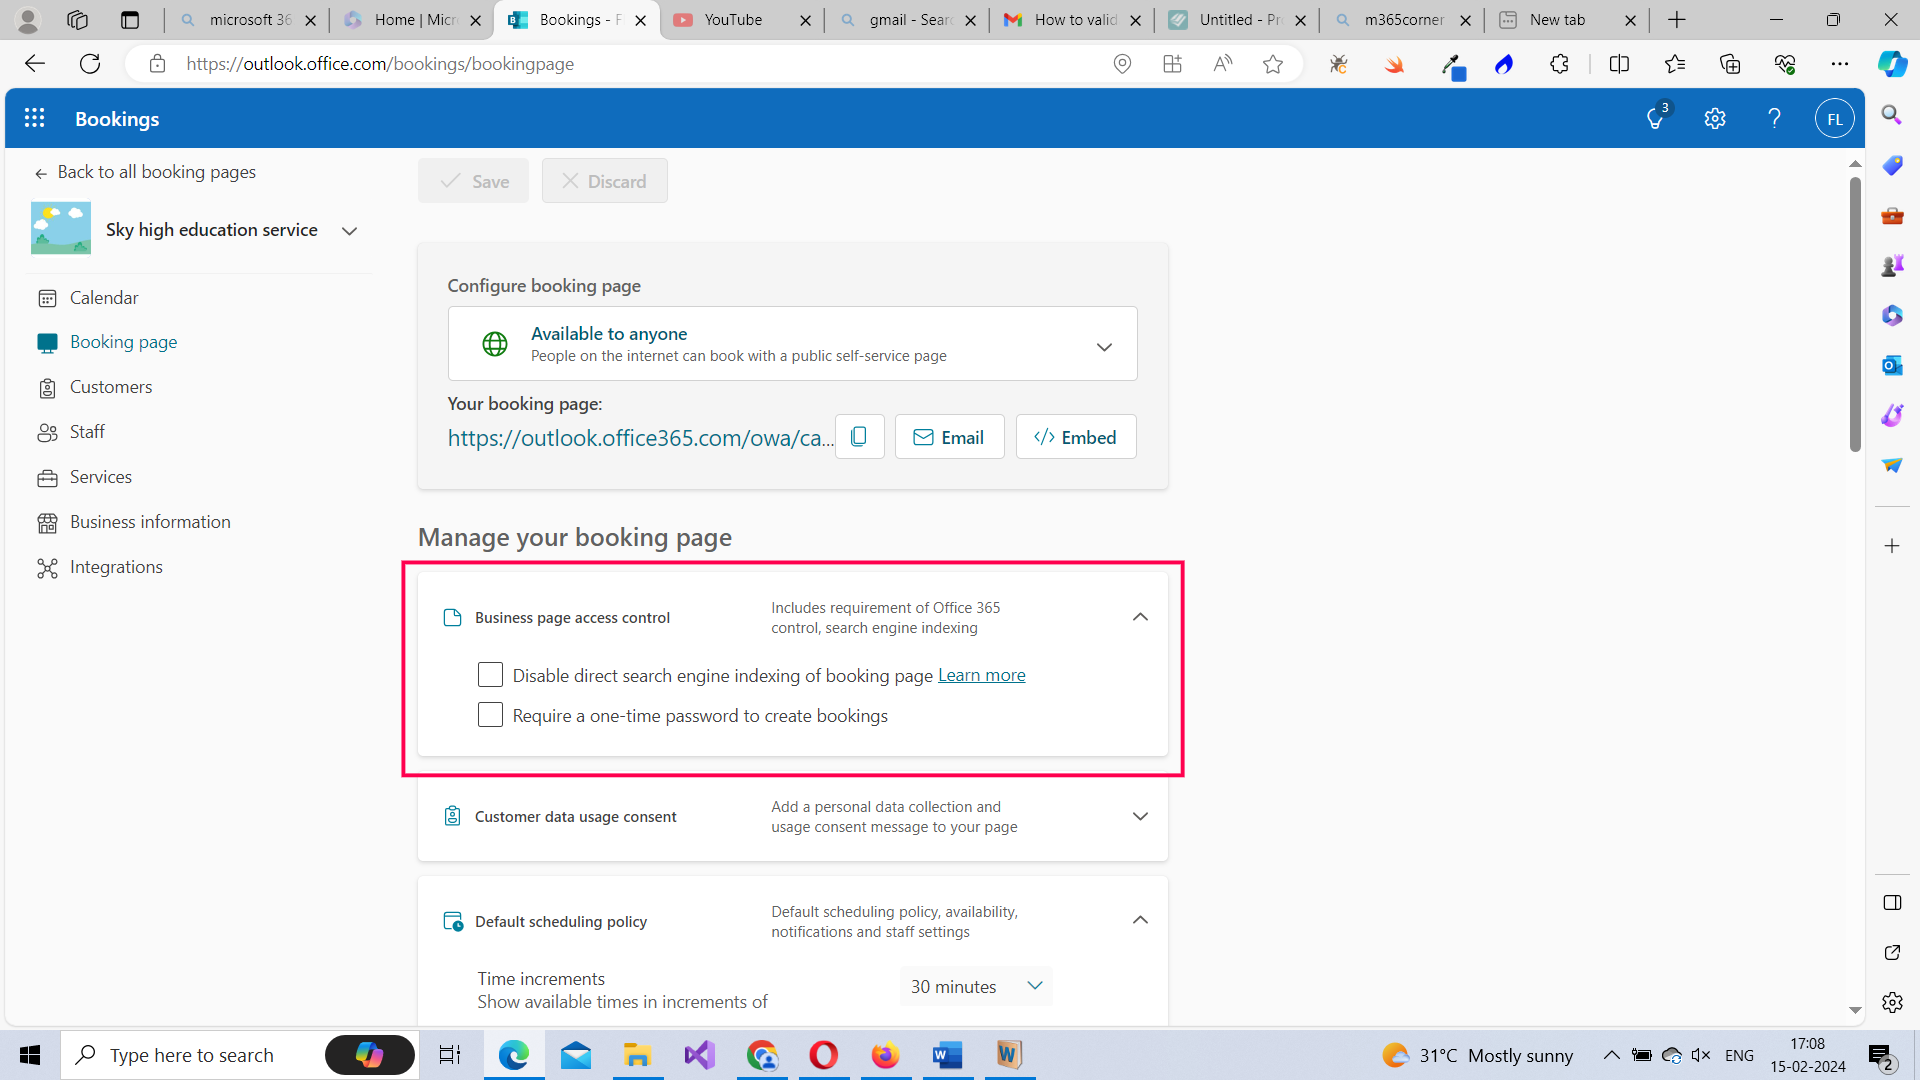 microsoft 36
Home | Micr
Bookings - F
YouTube
gmail - Searc
How to valid
Untitled - Pr
m365corner
New tab
https://outlook.office.com/bookings/bookingpage
Bookings
3
FL
Back to all booking pages
Save
Discard
Sky high education service
Calendar
Booking page
Customers
Staff
Services
Business information
Integrations
Configure booking page
Available to anyone
People on the internet can book with a public self-service page
Your booking page:
https://outlook.office365.com/owa/ca...
Email
Embed
Manage your booking page
Business page access control
Includes requirement of Office 365
control, search engine indexing
Disable direct search engine indexing of booking page Learn more
Require a one-time password to create bookings
Customer data usage consent
Add a personal data collection and
usage consent message to your page
Default scheduling policy
Default scheduling policy, availability,
notifications and staff settings
Time increments
Show available times in increments of
30 minutes
Type here to search
31°C Mostly sunny
ENG
17:08
15-02-2024
2